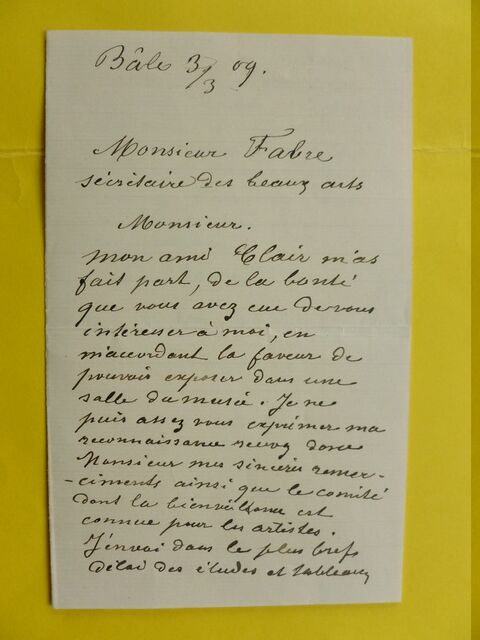 Bâle 3/3 09.
Monsieur Fabre
sécritaire des beaux arts
Monsieur.
mon ami Clair m'as
fait part, de la bonté
que vous avez eue de vous
intéresser à moi, en
m'accordant la faveur de
pouvoir exposer dans une
salle du musée. Je ne
puis assez vous exprimer ma
reconnaissance recevez donc
Monsieur mes sincères remer-
-ciments ainsi que le comité
dont la bienveillance est
connue pour les artistes.
J'envoi dans le plus brefs
délai des études et tableaux